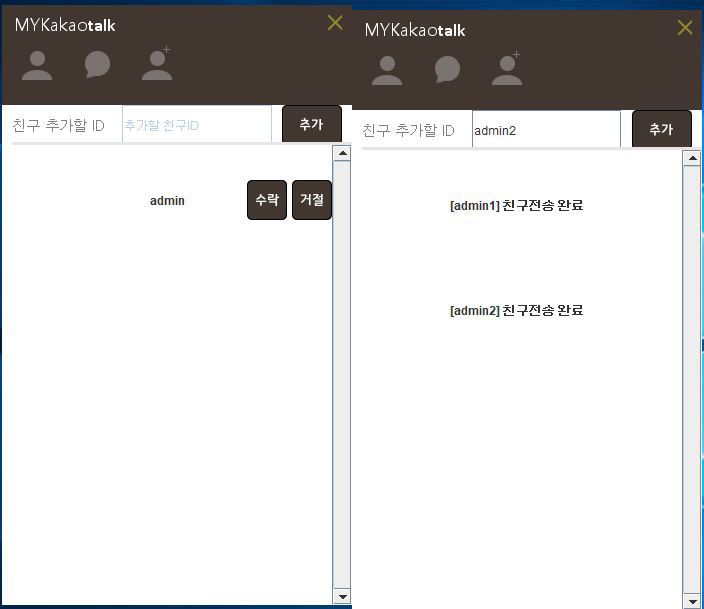 MYKakaotalk
친구 추가할 ID 추가할 친구ID 추가
admin 수락 거절
MYKakaotalk
친구 추가할 ID admin2 추가
[admin1] 친구전송 완료
[admin2] 친구전송 완료